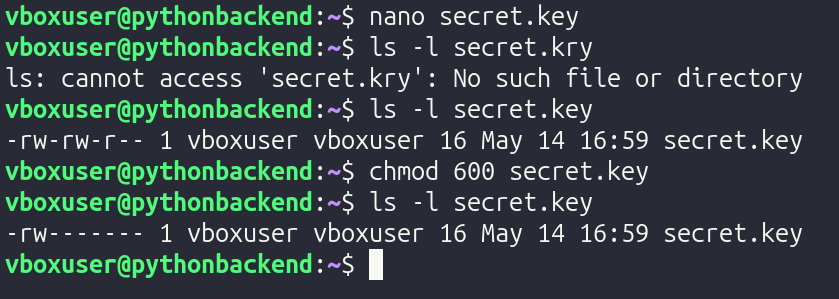 vboxuser@pythonbackend:~$ nano secret.key
vboxuser@pythonbackend:~$ ls -l secret.kry
ls: cannot access 'secret.kry': No such file or directory
vboxuser@pythonbackend:~$ ls -l secret.key
-rw-rw-r-- 1 vboxuser vboxuser 16 May 14 16:59 secret.key
vboxuser@pythonbackend:~$ chmod 600 secret.key
vboxuser@pythonbackend:~$ ls -l secret.key
-rw------- 1 vboxuser vboxuser 16 May 14 16:59 secret.key
vboxuser@pythonbackend:~$